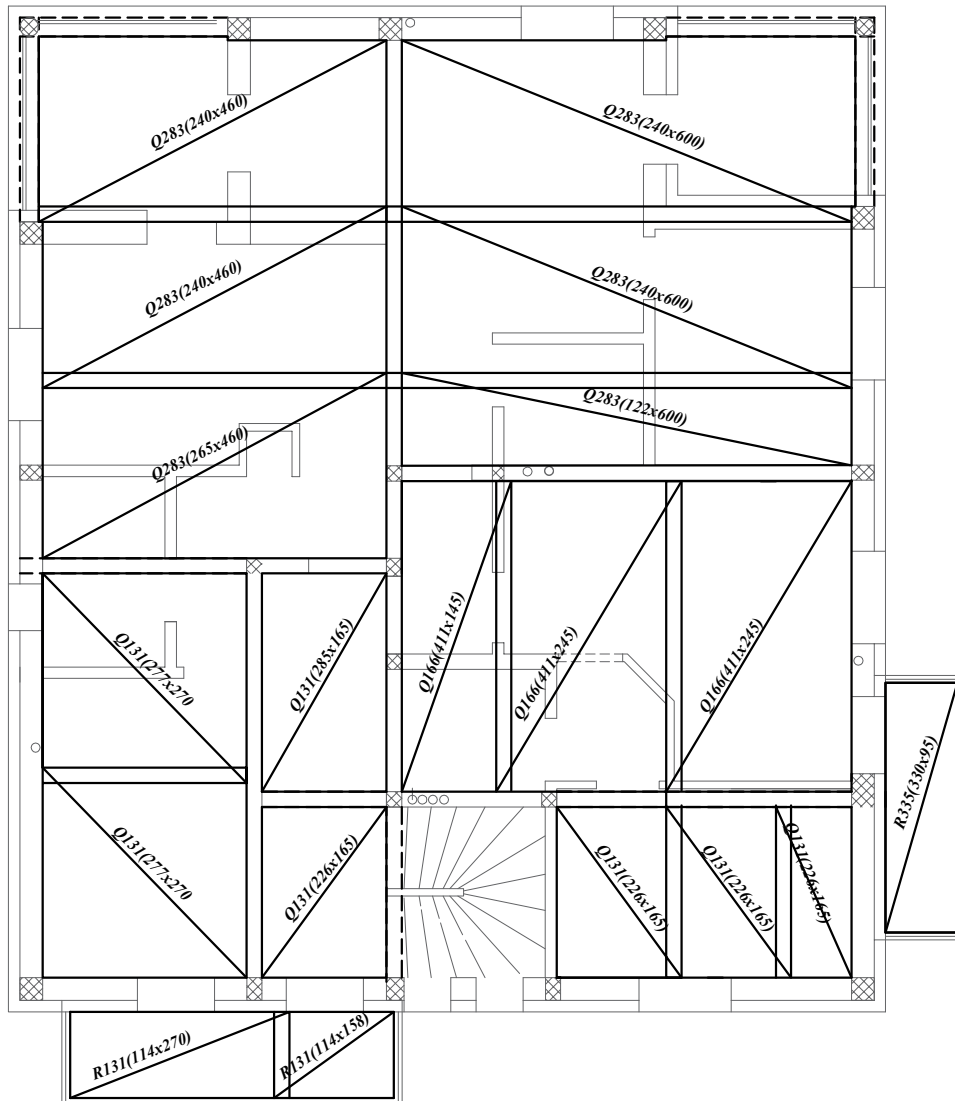 Q283(240x460)
Q283(240x600)
Q283(240x460)
Q283(240x600)
Q283(265x460)
Q283(122x600)
Q131(277x270
Q131(285x165)
Q166(411x145)
Q166(411x245)
Q166(411x245)
R335(330x95)
Q131(277x270
Q131(226x165)
Q131(226x165)
Q131(226x165)
Q131(226x165)
R131(114x270)
R131(114x158)